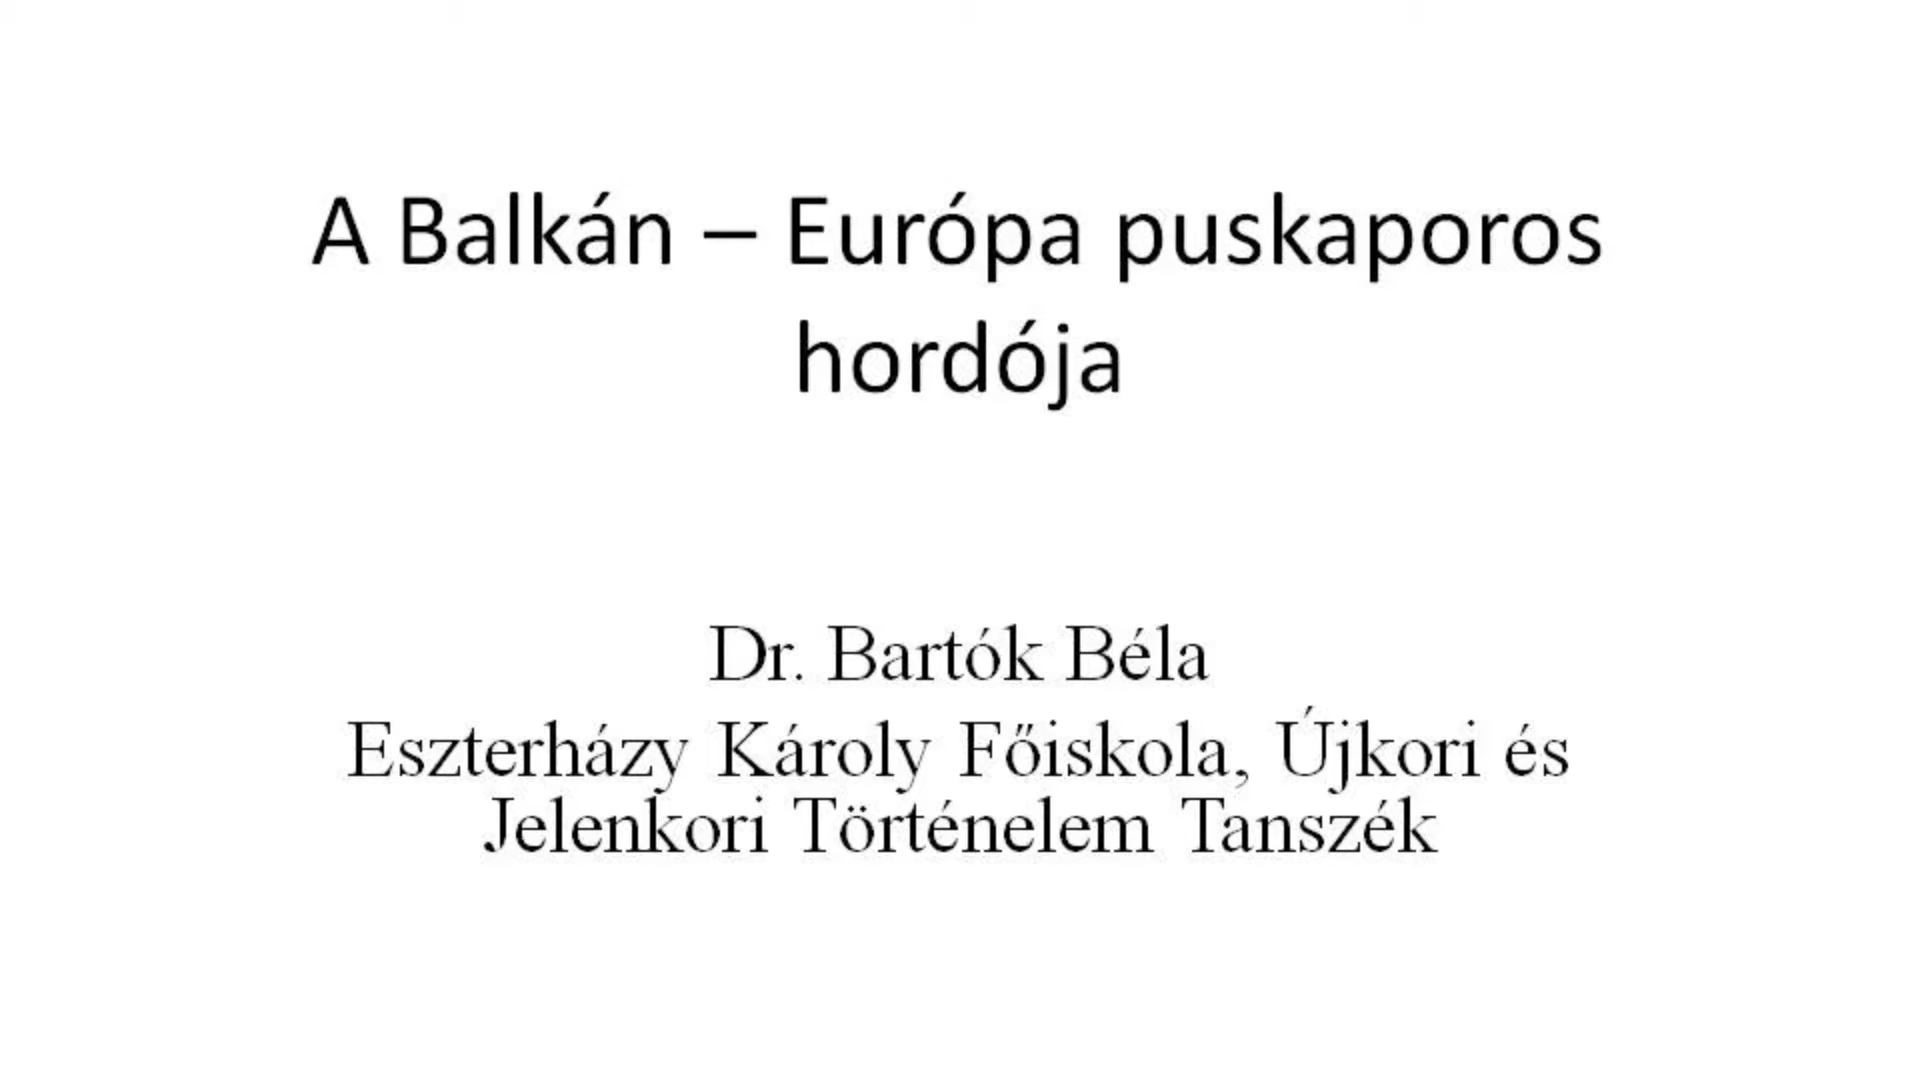 A Balkán – Európa puskaporos
hordója
Dr. Bartók Béla
Eszterházy Károly Főiskola, Újkori és
Jelenkori Történelem Tanszék